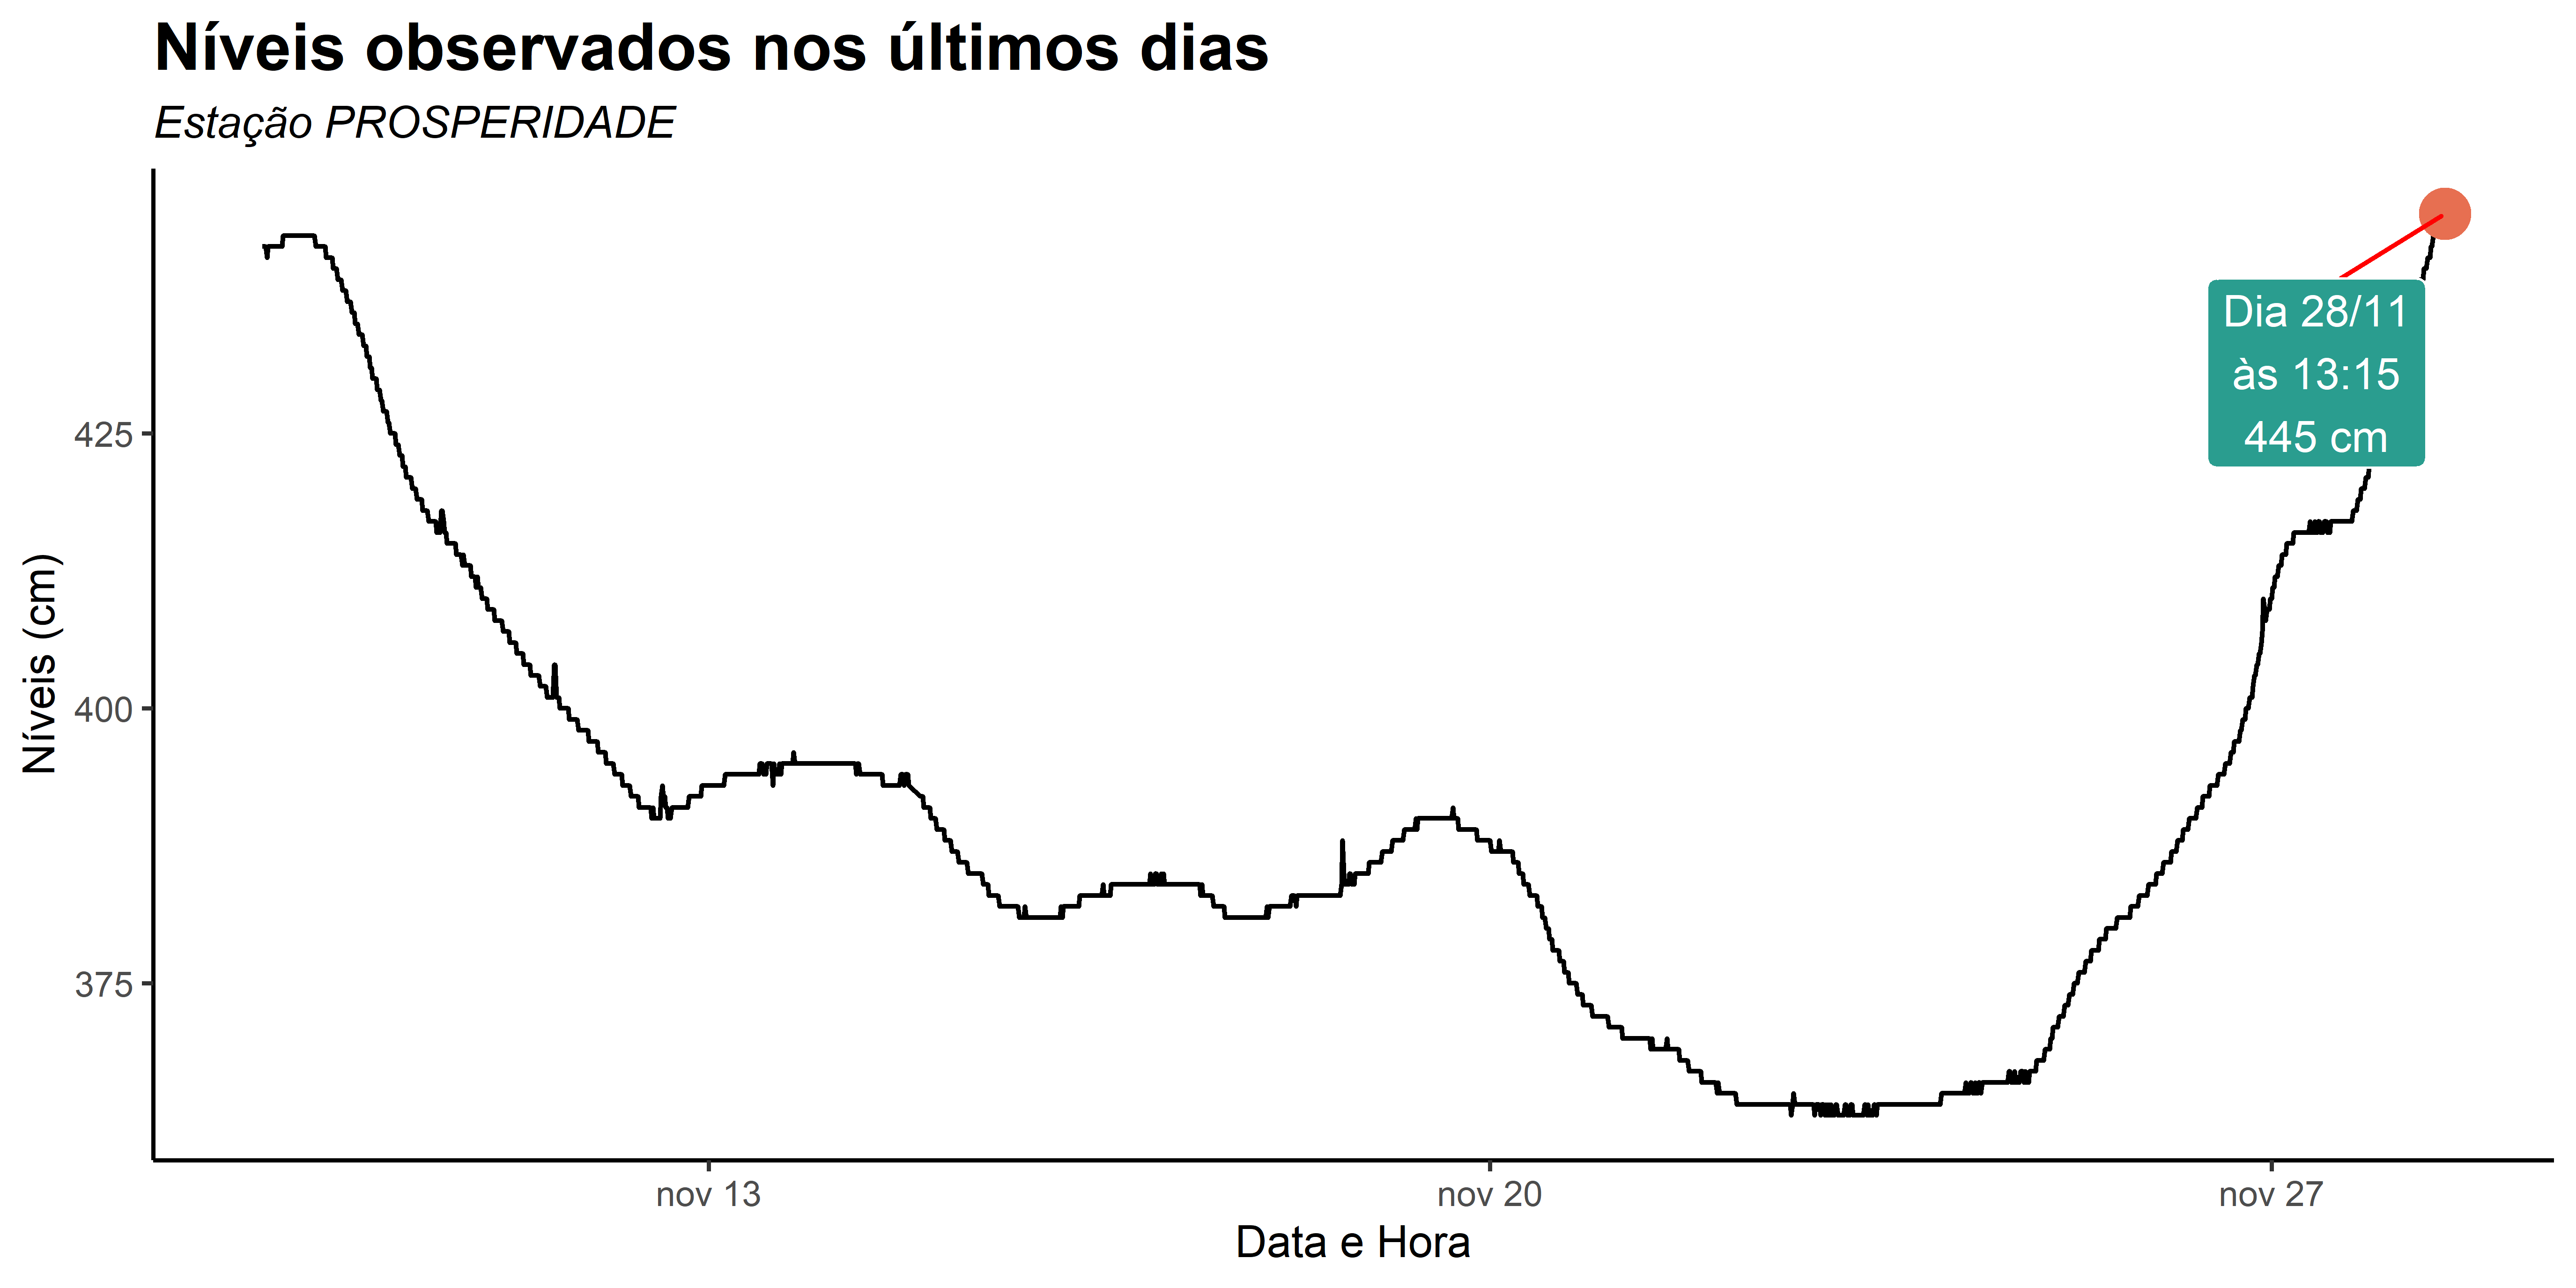 Níveis observados nos últimos dias
Estação PROSPERIDADE
Níveis (cm)
425
400
375
Dia 28/11
às 13:15
445 cm
nov 13
nov 20
nov 27
Data e Hora